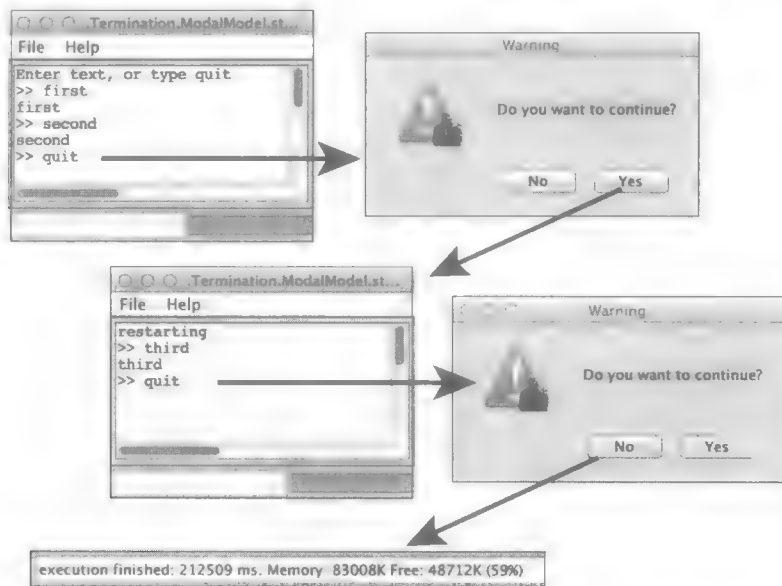 .Termination.ModalModel.st...
File Help
Enter text, or type quit
>> first
first
>> second
second
>> quit
Warning
Do you want to continue?
No Yes
.Termination.ModalModel.st...
File Help
restarting
>> third
third
>> quit
Warning
Do you want to continue?
No Yes
execution finished: 212509 ms. Memory 83008K Free: 48712K (59%)